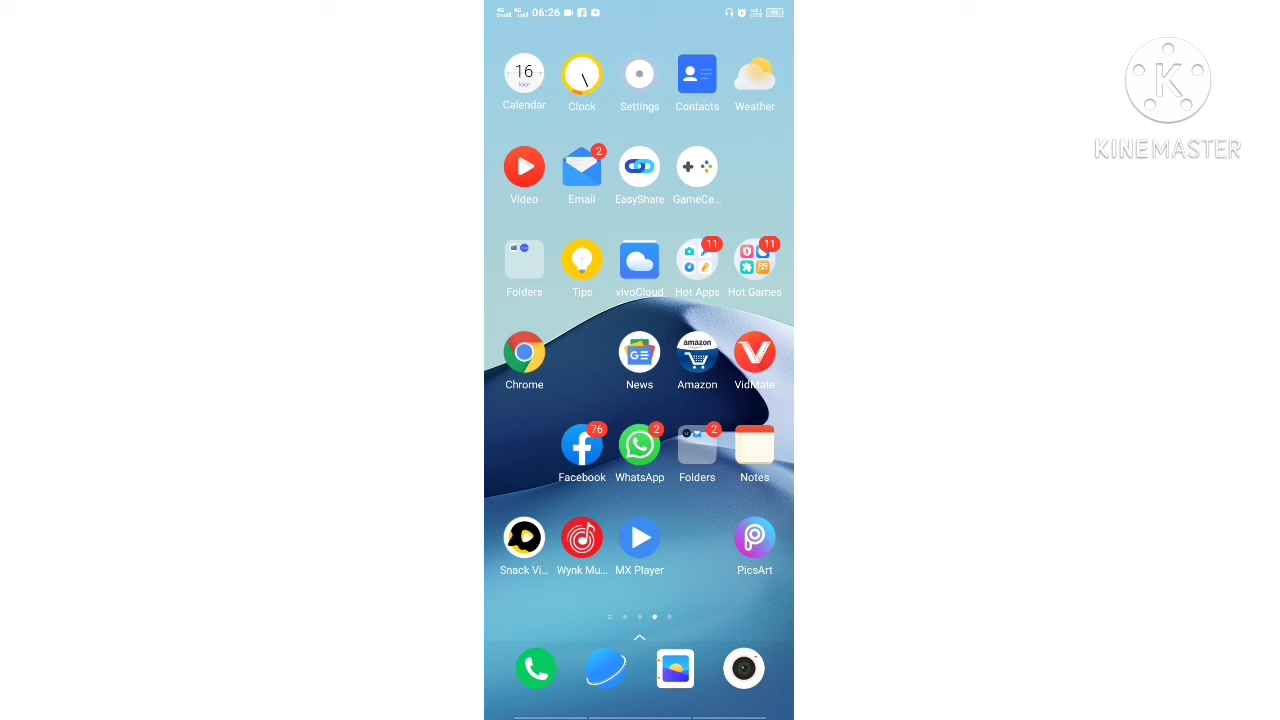 06:26
16
Mon
Calendar
Clock
Settings
Contacts
Weather
KINEMASTER
2
Video
Email
EasyShare
GameCe...
11
11
Folders
Tips
vivoCloud
Hot Apps
Hot Games
GE
amazon
Chrome
News
Amazon
VidMate
76
2
2
Facebook
WhatsApp
Folders
Notes
Snack Vi...
Wynk Mu...
MX Player
PicsArt